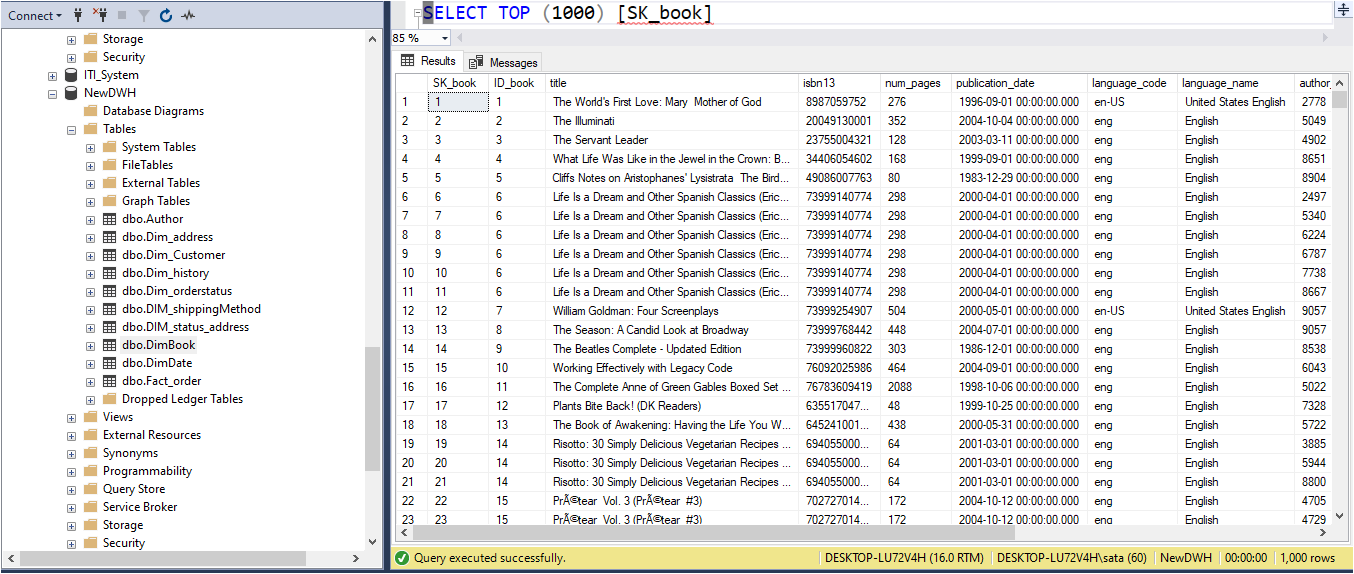 Connect
SELECT TOP (1000) [SK_book]
85 %
Storage
Security
ITI_System
NewDWH
Database Diagrams
Tables
System Tables
FileTables
External Tables
Graph Tables
dbo.Author
dbo.Dim_address
dbo.Dim_Customer
dbo.Dim_history
dbo.Dim_orderstatus
dbo.DIM_shippingMethod
dbo.DIM_status_address
dbo.DimBook
dbo.DimDate
dbo.Fact_order
Dropped Ledger Tables
Views
External Resources
Synonyms
Programmability
Query Store
Service Broker
Storage
Security
Results Messages
SK_book ID_book title isbn13 num_pages publication_date language_code language_name author_
1 1 1 The World's First Love: Mary Mother of God 8987059752 276 1996-09-01 00:00:00.000 en-US United States English 2778
2 2 2 The Illuminati 20049130001 352 2004-10-04 00:00:00.000 eng English 5049
3 3 3 The Servant Leader 23755004321 128 2003-03-11 00:00:00.000 eng English 4902
4 4 4 What Life Was Like in the Jewel in the Crown: B... 34406054602 168 1999-09-01 00:00:00.000 eng English 8651
5 5 5 Cliffs Notes on Aristophanes' Lysistrata The Bird... 49086007763 80 1983-12-29 00:00:00.000 eng English 8904
6 6 6 Life Is a Dream and Other Spanish Classics (Eric... 73999140774 298 2000-04-01 00:00:00.000 eng English 2497
7 7 6 Life Is a Dream and Other Spanish Classics (Eric... 73999140774 298 2000-04-01 00:00:00.000 eng English 5340
8 8 6 Life Is a Dream and Other Spanish Classics (Eric... 73999140774 298 2000-04-01 00:00:00.000 eng English 6224
9 9 6 Life Is a Dream and Other Spanish Classics (Eric... 73999140774 298 2000-04-01 00:00:00.000 eng English 6787
10 10 6 Life Is a Dream and Other Spanish Classics (Eric... 73999140774 298 2000-04-01 00:00:00.000 eng English 7738
11 11 6 Life Is a Dream and Other Spanish Classics (Eric... 73999140774 298 2000-04-01 00:00:00.000 eng English 8667
12 12 7 William Goldman: Four Screenplays 73999254907 504 2000-05-01 00:00:00.000 en-US United States English 9057
13 13 8 The Season: A Candid Look at Broadway 73999768442 448 2004-07-01 00:00:00.000 eng English 9057
14 14 9 The Beatles Complete - Updated Edition 73999960822 303 1986-12-01 00:00:00.000 eng English 8538
15 15 10 Working Effectively with Legacy Code 76092025986 464 2004-09-01 00:00:00.000 eng English 6043
16 16 11 The Complete Anne of Green Gables Boxed Set ... 76783609419 2088 1998-10-06 00:00:00.000 eng English 5022
17 17 12 Plants Bite Back! (DK Readers) 635517047... 48 1999-10-25 00:00:00.000 eng English 7328
18 18 13 The Book of Awakening: Having the Life You W... 645241001... 438 2000-05-31 00:00:00.000 eng English 5722
19 19 14 Risotto: 30 Simply Delicious Vegetarian Recipes ... 694055000... 64 2001-03-01 00:00:00.000 eng English 3885
20 20 14 Risotto: 30 Simply Delicious Vegetarian Recipes ... 694055000... 64 2001-03-01 00:00:00.000 eng English 5944
21 21 14 Risotto: 30 Simply Delicious Vegetarian Recipes ... 694055000... 64 2001-03-01 00:00:00.000 eng English 8800
22 22 15 PrÃ©tear Vol. 3 (PrÃ©tear #3) 702727014... 172 2004-10-12 00:00:00.000 eng English 4705
23 23 15 PrÃ©tear Vol. 3 (PrÃ©tear #3) 702727014... 172 2004-10-12 00:00:00.000 eng English 4729
Query executed successfully. DESKTOP-LU72V4H (16.0 RTM) DESKTOP-LU72V4H\sata (60) NewDWH 00:00:00 1,000 rows